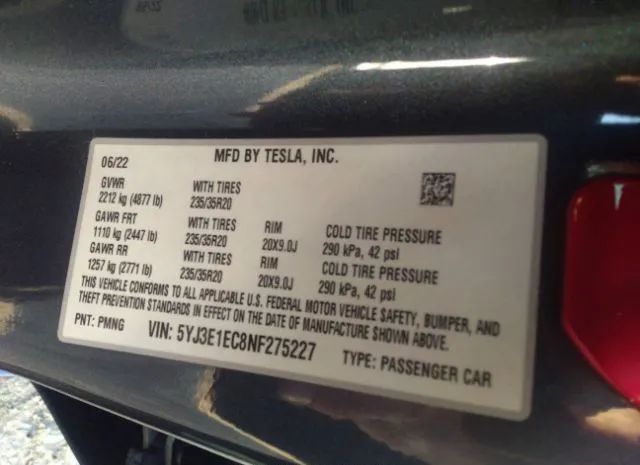 06/22 MFD BY TESLA, INC.
GVWR WITH TIRES
2212 kg (4877 lb) 235/35R20
GAWR FRT WITH TIRES RIM COLD TIRE PRESSURE
1110 kg (2447 lb) 235/35R20 20X9.0J 290 kPa, 42 psi
GAWR RR WITH TIRES RIM COLD TIRE PRESSURE
1257 kg (2771 lb) 235/35R20 20X9.0J 290 kPa, 42 psi
THIS VEHICLE CONFORMS TO ALL APPLICABLE U.S. FEDERAL MOTOR VEHICLE SAFETY, BUMPER, AND
THEFT PREVENTION STANDARDS IN EFFECT ON THE DATE OF MANUFACTURE SHOWN ABOVE.
PNT: PMNG VIN: 5YJ3E1EC8NF275227 TYPE: PASSENGER CAR